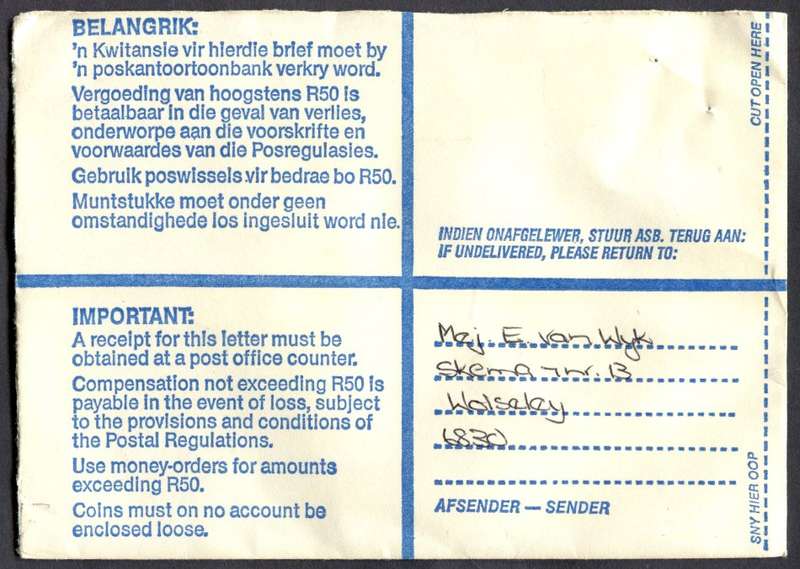 BELANGRIK:
'n Kwitansie vir hierdie brief moet by
'n poskantoortoonbank verkry word.
Vergoeding van hoogstens R50 is
betaalbaar in die geval van verlies,
onderworpe aan die voorskrifte en
voorwaardes van die Posregulasies.
Gebruik poswissels vir bedrae bo R50.
Muntstukke moet onder geen
omstandighede los ingesluit word nie.
IMPORTANT:
A receipt for this letter must be
obtained at a post office counter.
Compensation not exceeding R50 is
payable in the event of loss, subject
to the provisions and conditions of
the Postal Regulations.
Use money-orders for amounts
exceeding R50.
Coins must on no account be
enclosed loose.
CUT OPEN HERE
INDIEN ONAFGELEWER, STUUR ASB. TERUG AAN:
IF UNDELIVERED, PLEASE RETURN TO:
Mej. E. van Wyk
Skema 7 nr. 13
Wolseley
6830
AFSENDER — SENDER
SNY HIER OOP